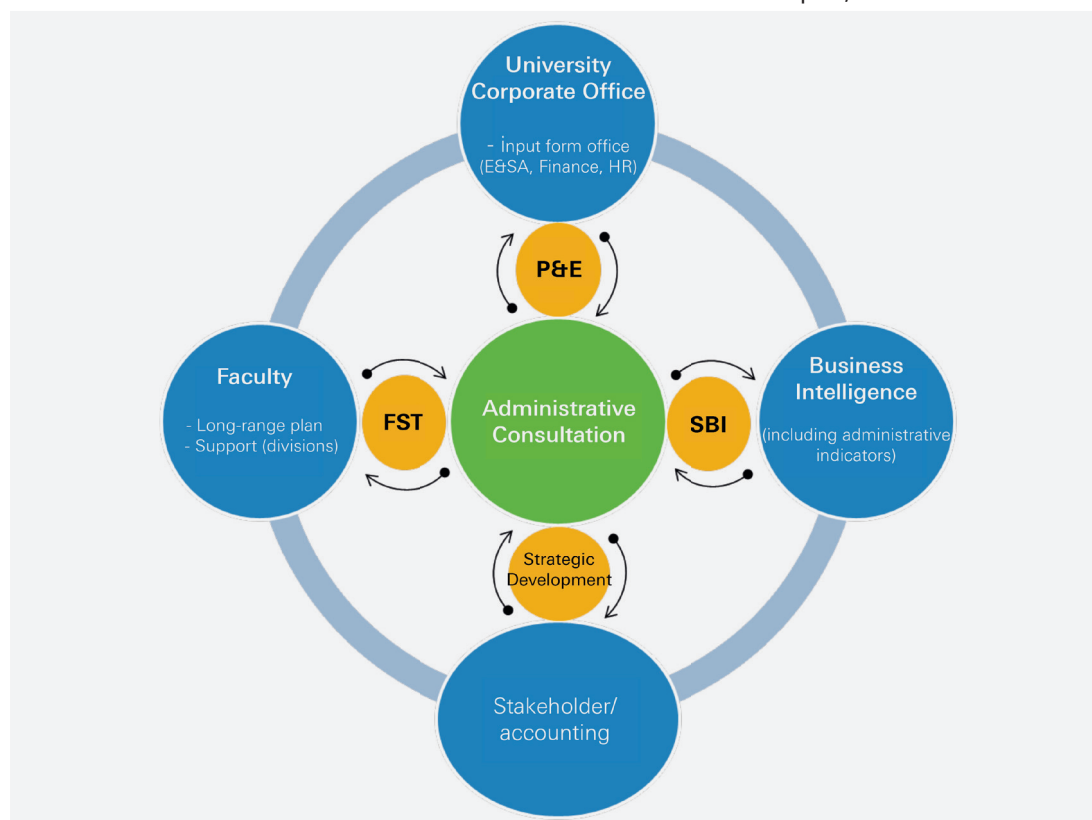 University
Corporate Office
- input form office
(E&SA, Finance, HR)
P&E
Faculty
- Long-range plan
- Support (divisions)
FST
Administrative
Consultation
SBI
Business
Intelligence
(including administrative
indicators)
Strategic
Development
Stakeholder/
accounting